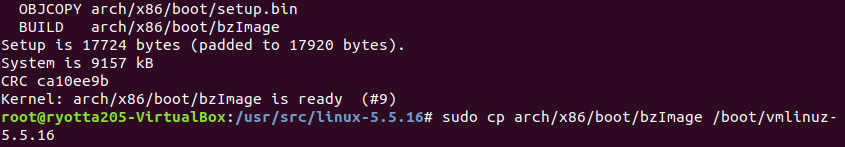 OBJCOPY arch/x86/boot/setup.bin
BUILD   arch/x86/boot/bzImage
Setup is 17724 bytes (padded to 17920 bytes).
System is 9157 kB
CRC ca10ee9b
Kernel: arch/x86/boot/bzImage is ready  (#9)
root@ryotta205-VirtualBox:/usr/src/linux-5.5.16# sudo cp arch/x86/boot/bzImage /boot/vmlinuz-
5.5.16